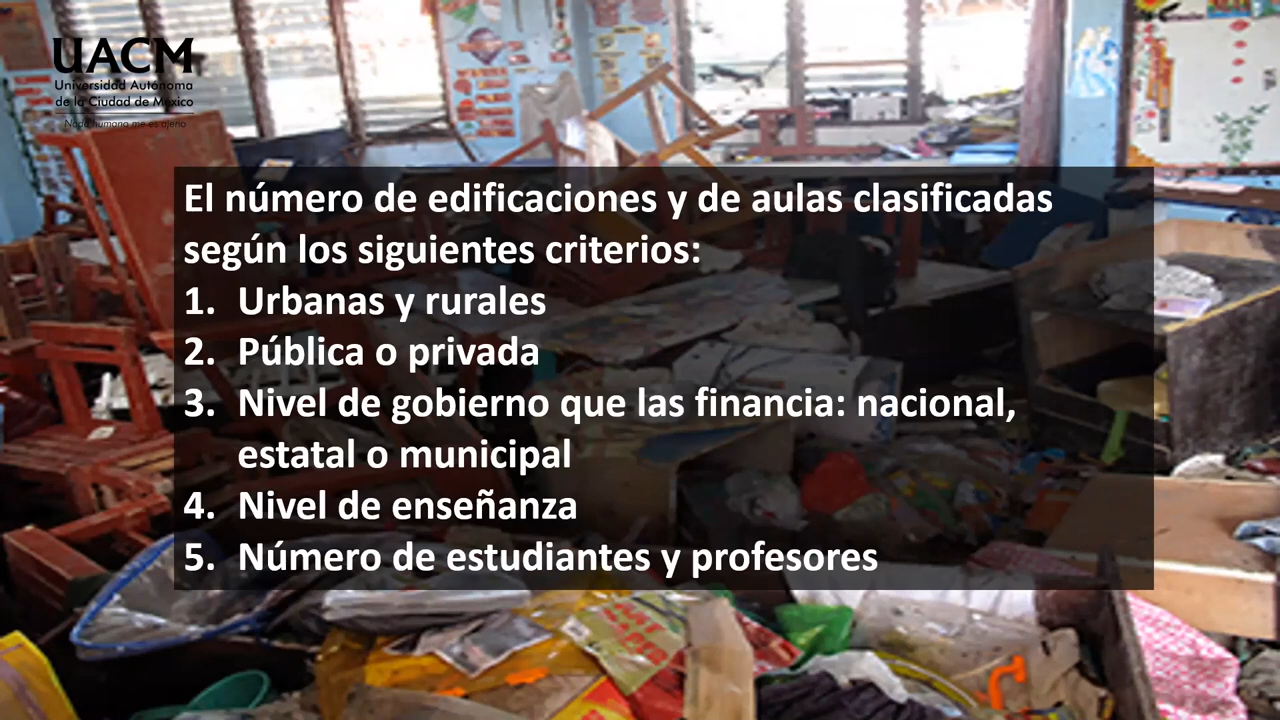 UACM
Universidad Autónoma
de la Ciudad de México
Nada humano me es ajeno
El número de edificaciones y de aulas clasificadas
según los siguientes criterios:
1. Urbanas y rurales
2. Pública o privada
3. Nivel de gobierno que las financia: nacional,
estatal o municipal
4. Nivel de enseñanza
5. Número de estudiantes y profesores